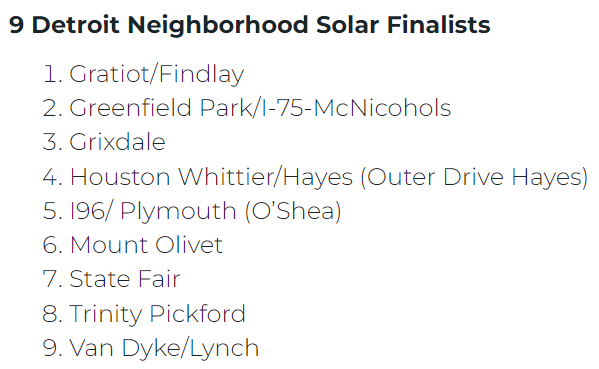 9 Detroit Neighborhood Solar Finalists
1. Gratiot/Findlay
2. Greenfield Park/I-75-McNicohols
3. Grixdale
4. Houston Whittier/Hayes (Outer Drive Hayes)
5. I96/ Plymouth (O’Shea)
6. Mount Olivet
7. State Fair
8. Trinity Pickford
9. Van Dyke/Lynch